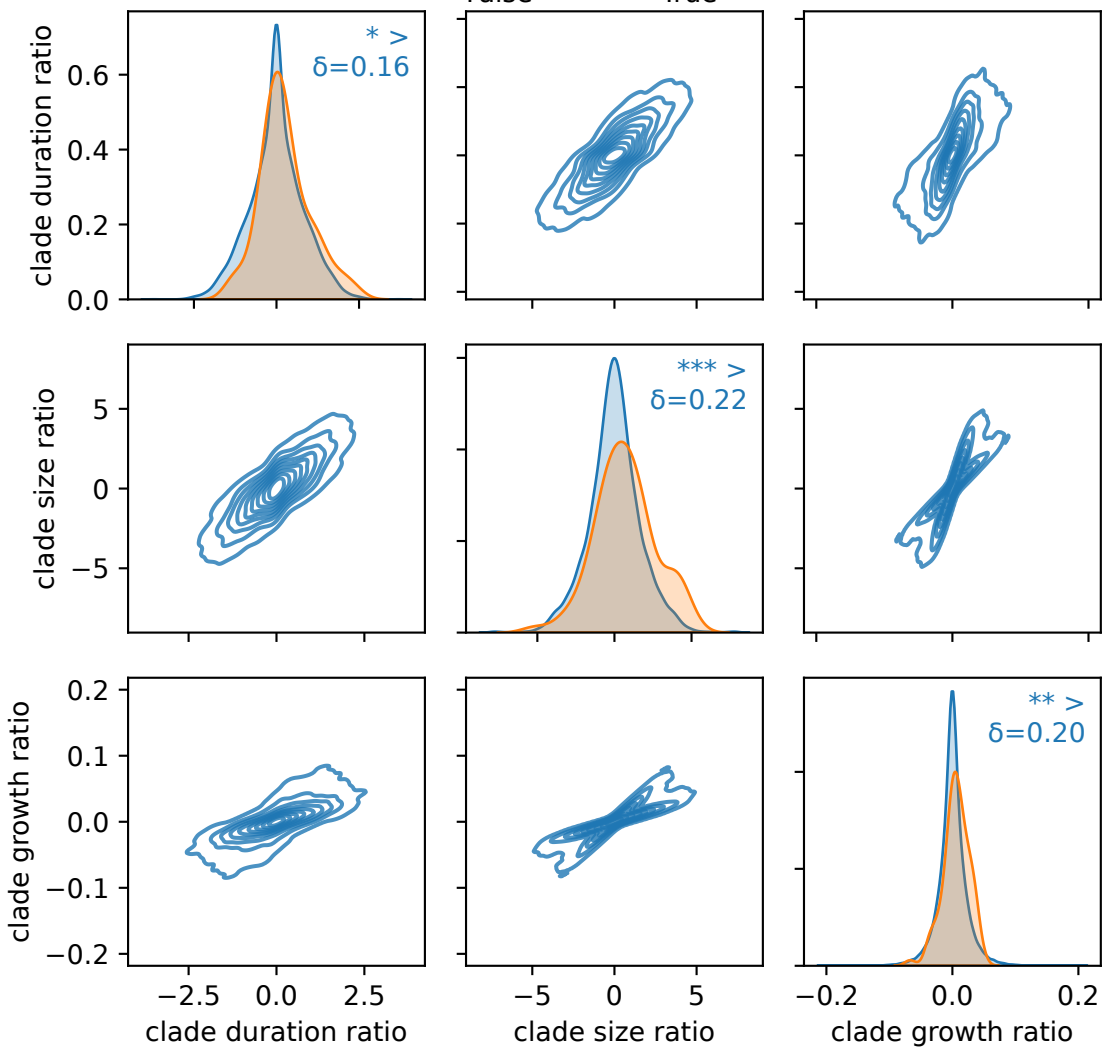 0.6
0.4
0.2
0.0
clade duration ratio
* >
δ=0.16
5
0
−5
clade size ratio
*** >
δ=0.22
0.2
0.1
0.0
−0.1
−0.2
clade growth ratio
** >
δ=0.20
−2.5 0.0 2.5
−5 0 5
−0.2 0.0 0.2
clade duration ratio
clade size ratio
clade growth ratio